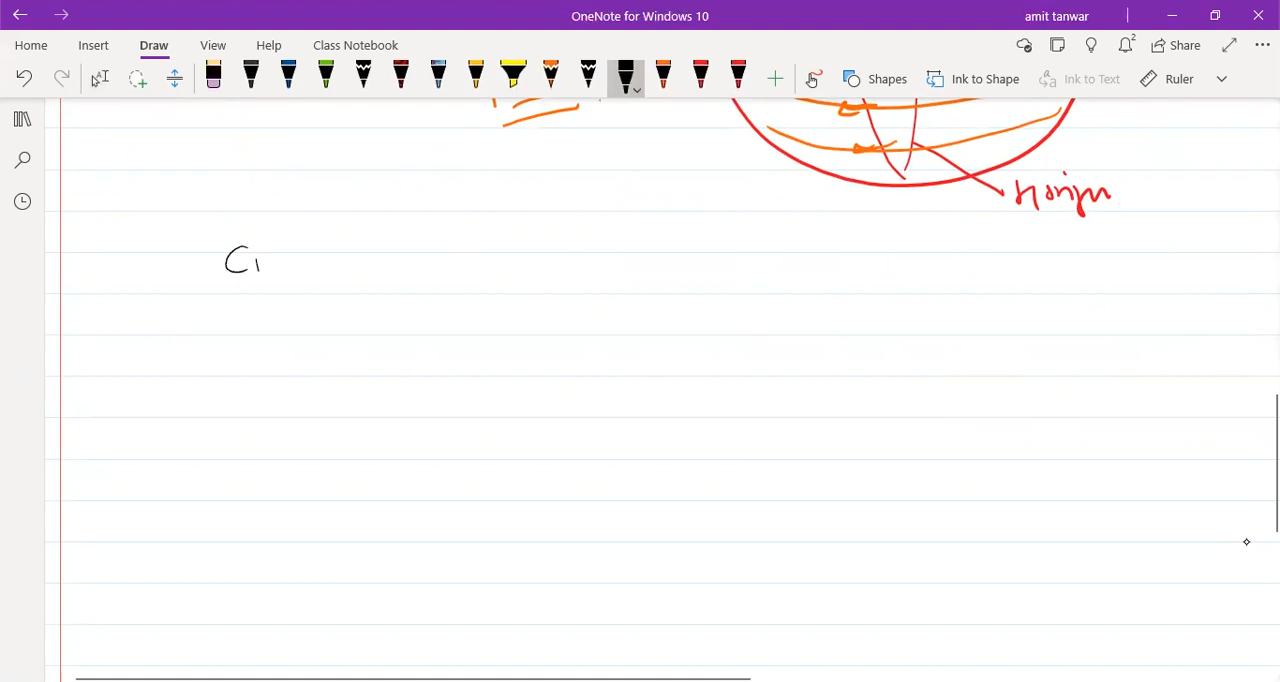 OneNote for Windows 10
amit tanwar
Home Insert Draw View Help Class Notebook
Share
Shapes Ink to Shape Ink to Text Ruler